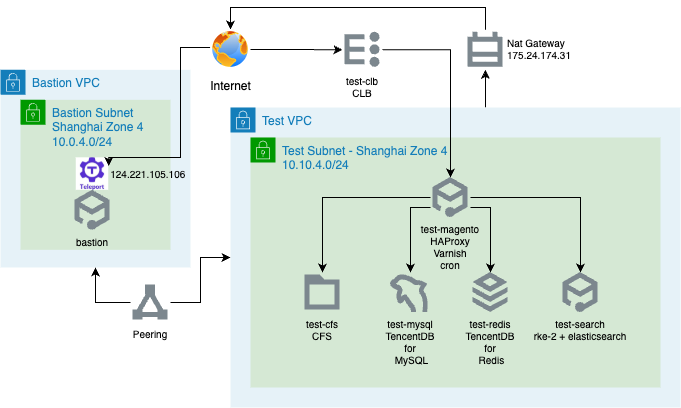 Nat Gateway
175.24.174.31
Internet
test-clb
CLB
Bastion VPC
Bastion Subnet
Shanghai Zone 4
10.0.4.0/24
Teleport
124.221.105.106
bastion
Peering
Test VPC
Test Subnet - Shanghai Zone 4
10.10.4.0/24
test-magento
HAProxy
Varnish
cron
test-cfs
CFS
test-mysql
TencentDB
for
MySQL
test-redis
TencentDB
for
Redis
test-search
rke-2 + elasticsearch